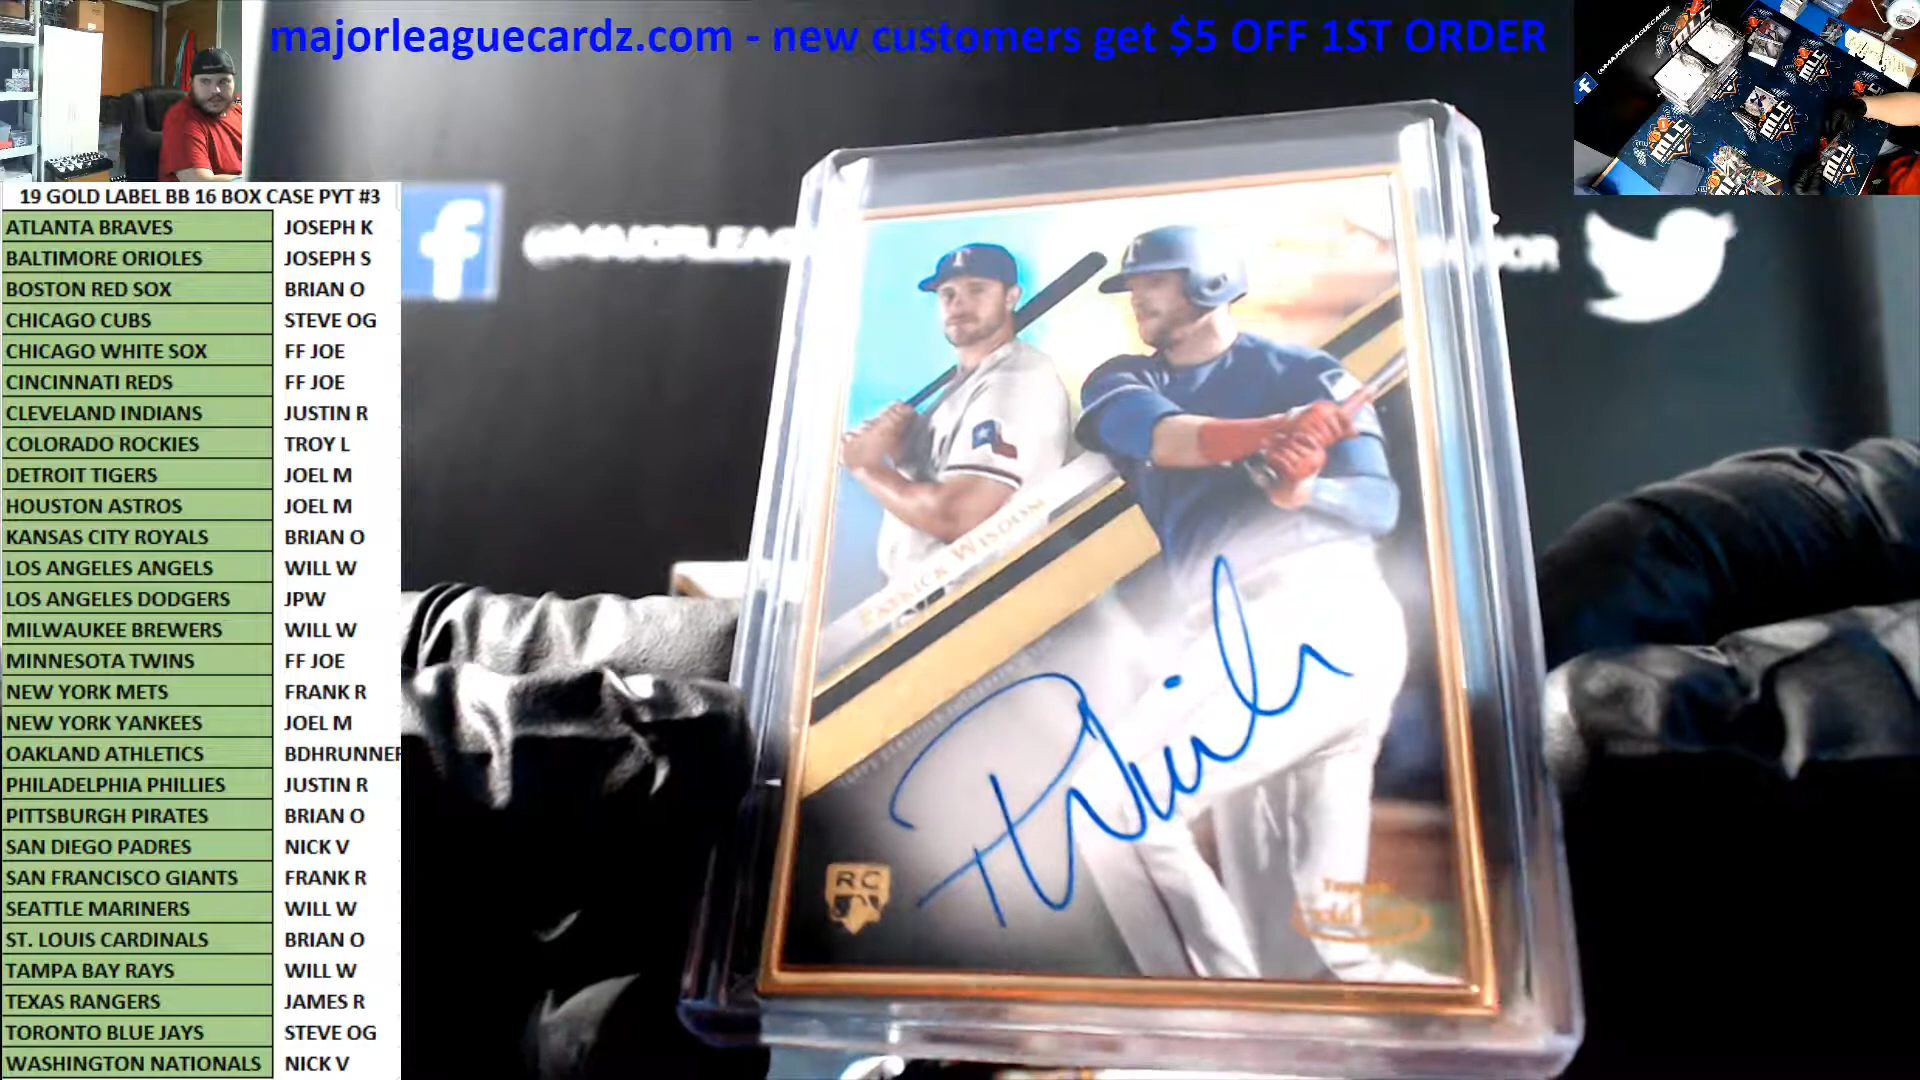 majorleaguecardz.com - new customers get $5 OFF 1ST ORDER
19 GOLD LABEL BB 16 BOX CASE PYT #3
ATLANTA BRAVES JOSEPH K
BALTIMORE ORIOLES JOSEPH S
BOSTON RED SOX BRIAN O
CHICAGO CUBS STEVE OG
CHICAGO WHITE SOX FF JOE
CINCINNATI REDS FF JOE
CLEVELAND INDIANS JUSTIN R
COLORADO ROCKIES TROY L
DETROIT TIGERS JOEL M
HOUSTON ASTROS JOEL M
KANSAS CITY ROYALS BRIAN O
LOS ANGELES ANGELS WILL W
LOS ANGELES DODGERS JPW
MILWAUKEE BREWERS WILL W
MINNESOTA TWINS FF JOE
NEW YORK METS FRANK R
NEW YORK YANKEES JOEL M
OAKLAND ATHLETICS BDHRUNNER
PHILADELPHIA PHILLIES JUSTIN R
PITTSBURGH PIRATES BRIAN O
SAN DIEGO PADRES NICK V
SAN FRANCISCO GIANTS FRANK R
SEATTLE MARINERS WILL W
ST. LOUIS CARDINALS BRIAN O
TAMPA BAY RAYS WILL W
TEXAS RANGERS JAMES R
TORONTO BLUE JAYS STEVE OG
WASHINGTON NATIONALS NICK V
f
@MAJORLEAG
T
T
PATRICK WISDOM
RC
@MAJORLEAGUECARDZ
f
MLC
MLC
MLC
MLC